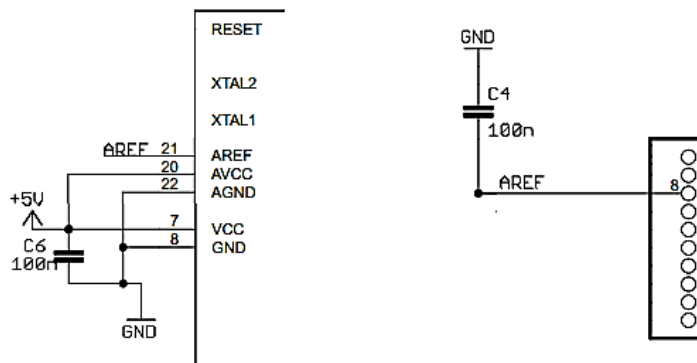 RESET
XTAL2
XTAL1
AREF 21 AREF
20 AVCC
22 AGND
+5V
7 VCC
8 GND
C6
100n
GND
GND
C4
100n
AREF 8